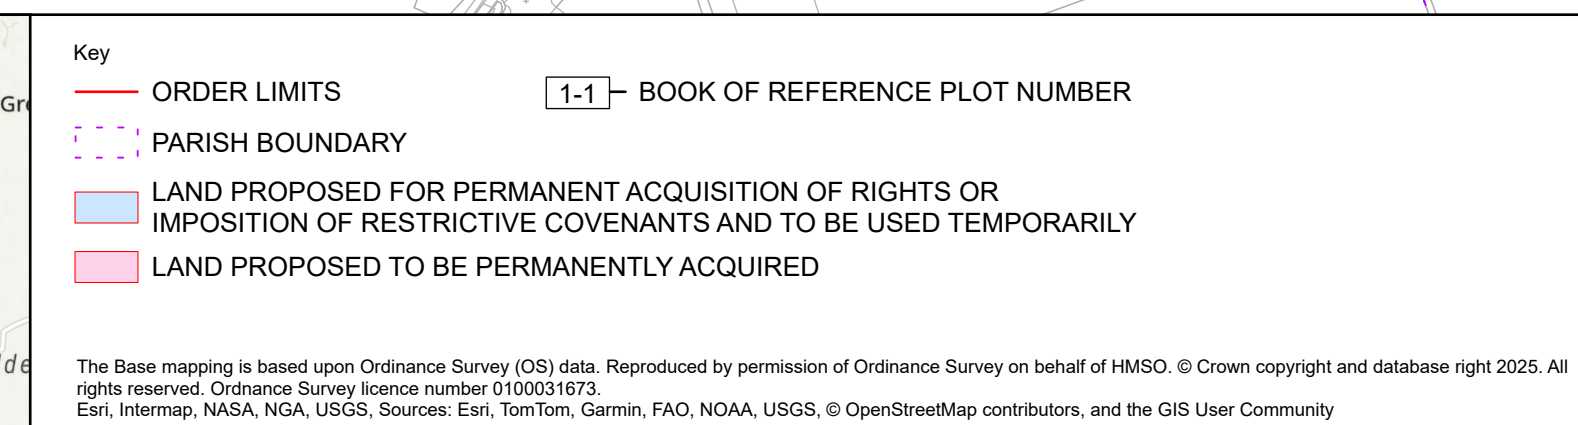 Key
ORDER LIMITS
1-1 BOOK OF REFERENCE PLOT NUMBER
PARISH BOUNDARY
LAND PROPOSED FOR PERMANENT ACQUISITION OF RIGHTS OR
IMPOSITION OF RESTRICTIVE COVENANTS AND TO BE USED TEMPORARILY
LAND PROPOSED TO BE PERMANENTLY ACQUIRED
The Base mapping is based upon Ordinance Survey (OS) data. Reproduced by permission of Ordinance Survey on behalf of HMSO. © Crown copyright and database right 2025. All
rights reserved. Ordnance Survey licence number 0100031673.
Esri, Intermap, NASA, NGA, USGS, Sources: Esri, TomTom, Garmin, FAO, NOAA, USGS, © OpenStreetMap contributors, and the GIS User Community